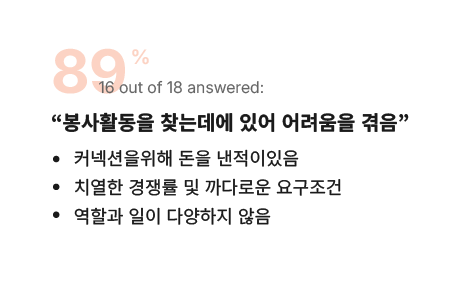 89%
16 out of 18 answered:
“봉사활동을 찾는데에 있어 어려움을 겪음”
• 커넥션을위해 돈을 낸적이있음
• 치열한 경쟁률 및 까다로운 요구조건
• 역할과 일이 다양하지 않음